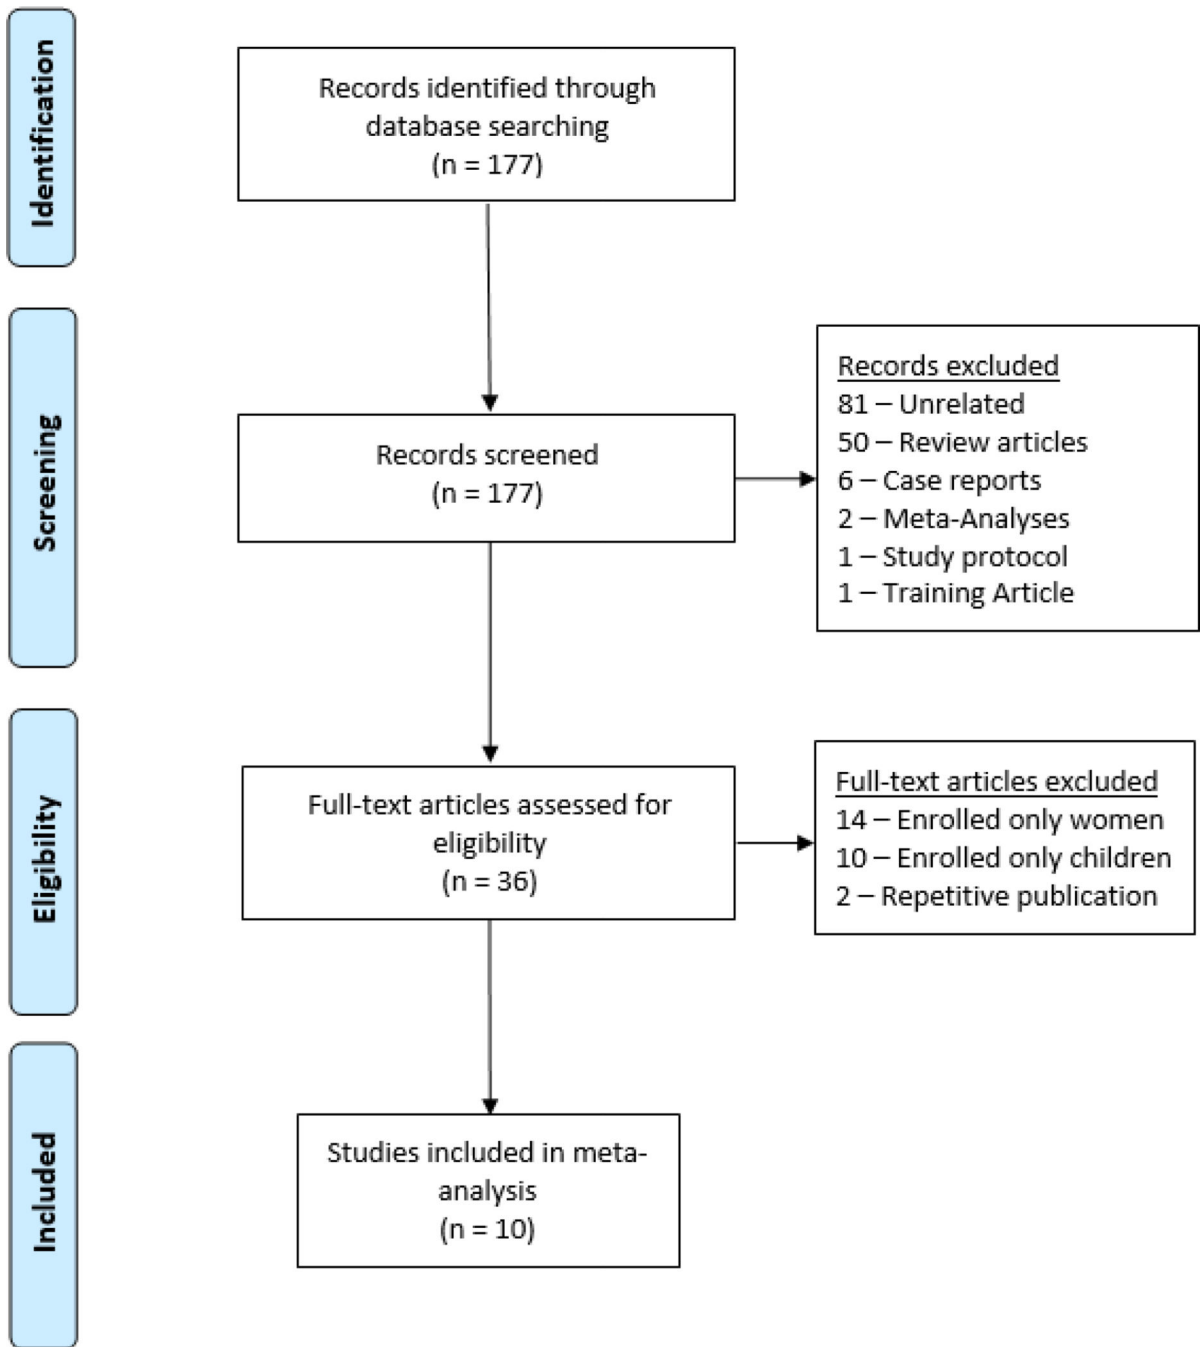 Identification
Records identified through
database searching
(n = 177)
Screening
Records screened
(n = 177)
Records excluded
81 – Unrelated
50 – Review articles
6 – Case reports
2 – Meta-Analyses
1 – Study protocol
1 – Training Article
Eligibility
Full-text articles assessed for
eligibility
(n = 36)
Full-text articles excluded
14 – Enrolled only women
10 – Enrolled only children
2 – Repetitive publication
Included
Studies included in meta-
analysis
(n = 10)